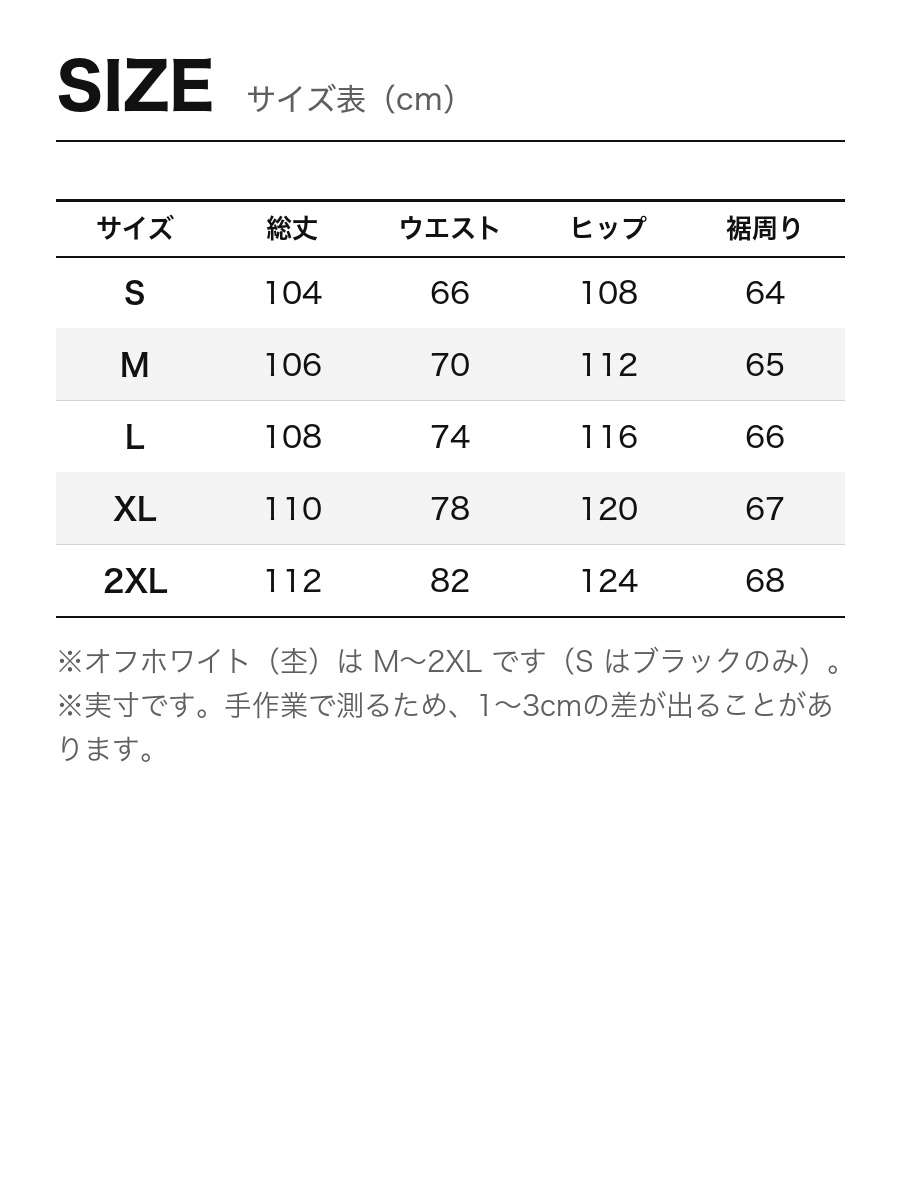 SIZE サイズ表（cm）
サイズ 総丈 ウエスト ヒップ 裾周り
S 104 66 108 64
M 106 70 112 65
L 108 74 116 66
XL 110 78 120 67
2XL 112 82 124 68
※オフホワイト（杢）は M〜2XL です（S はブラックのみ）。
※実寸です。手作業で測るため、1〜3cmの差が出ることがあ
ります。